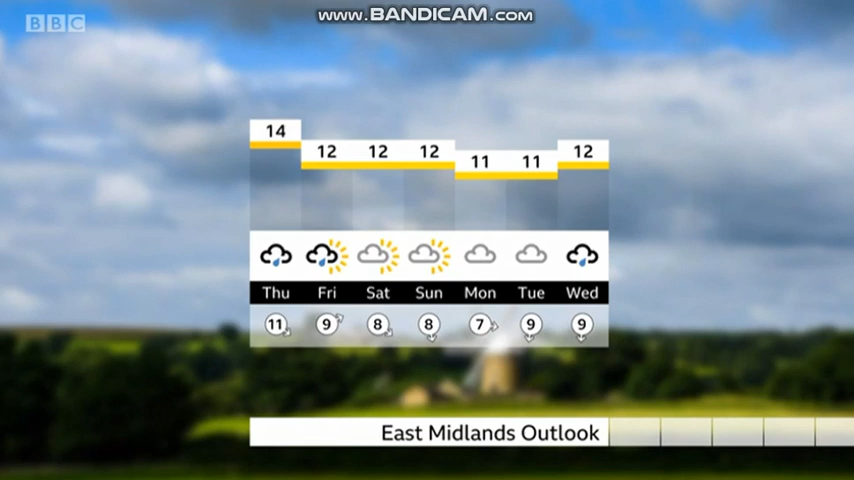 BBC
www.BANDICAM.com
14 12 12 12 11 11 12
Thu Fri Sat Sun Mon Tue Wed
11 9 8 8 7 9 9
East Midlands Outlook